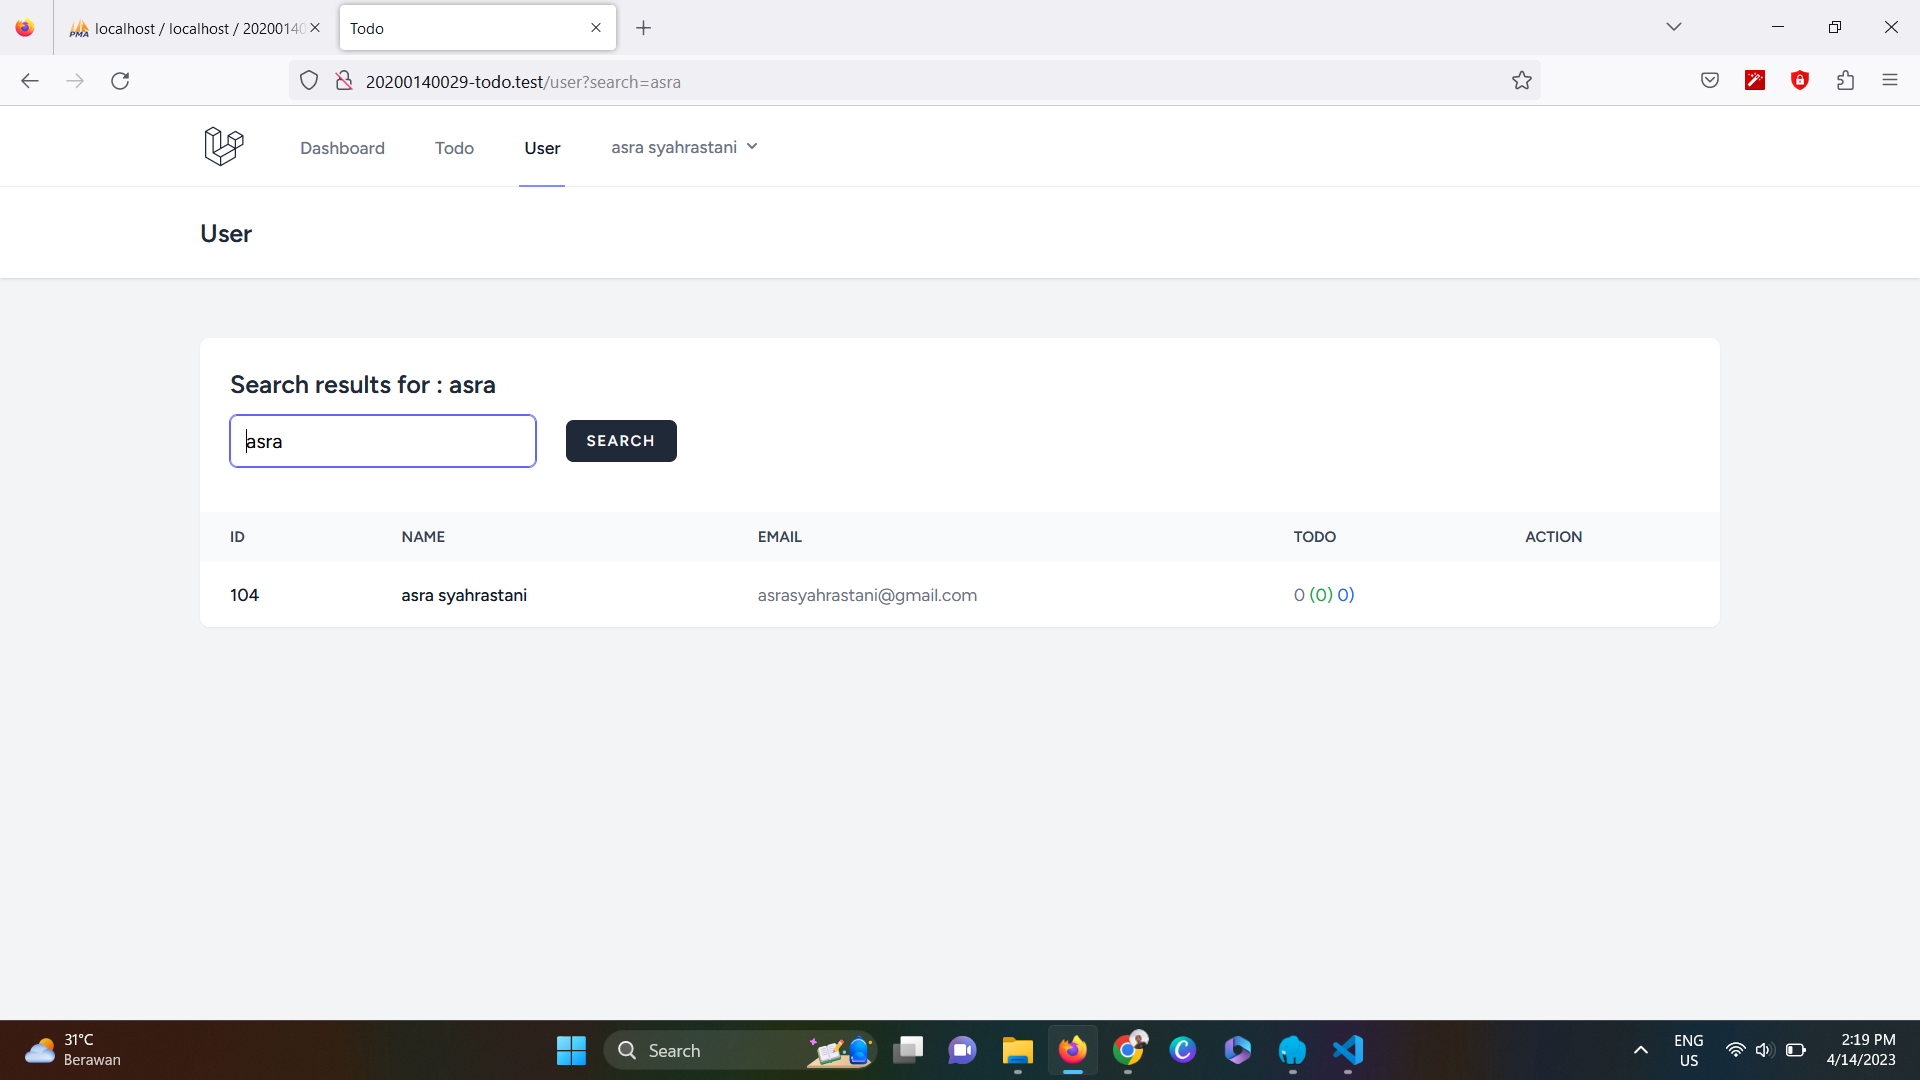 PMA localhost / localhost / 20200140
Todo
20200140029-todo.test/user?search=asra
Dashboard Todo User asra syahrastani
User
Search results for : asra
asra SEARCH
ID NAME EMAIL TODO ACTION
104 asra syahrastani asrasyahrastani@gmail.com 0 (0) 0)
31°C
Berawan
Search
ENG
US
2:19 PM
4/14/2023